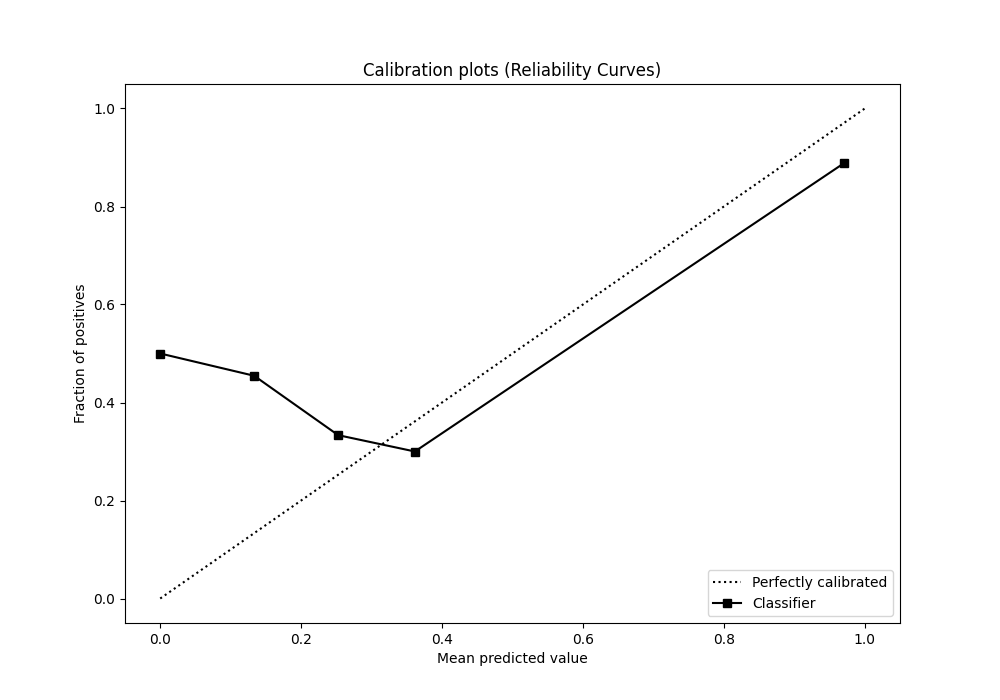 Calibration plots (Reliability Curves)
1.0
0.8
0.6
0.4
0.2
0.0
Fraction of positives
0.0 0.2 0.4 0.6 0.8 1.0
Mean predicted value
Perfectly calibrated
Classifier